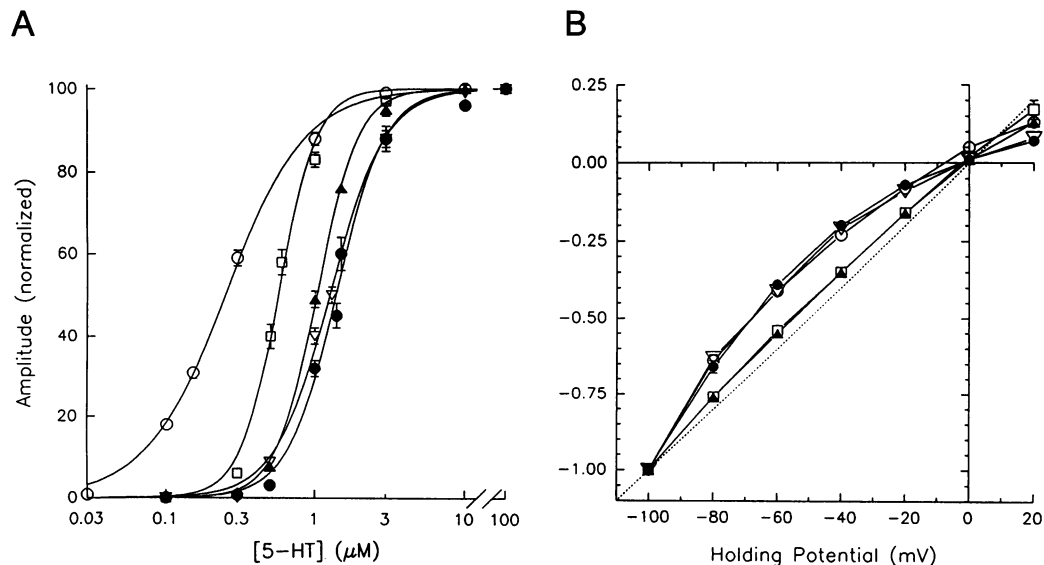 A
B
Amplitude (normalized)
100
80
60
40
20
0
0.03 0.1 0.3 1 3 10 100
[5-HT] (μM)
0.25
0.00
-0.25
-0.50
-0.75
-1.00
-100 -80 -60 -40 -20 0 20
Holding Potential (mV)